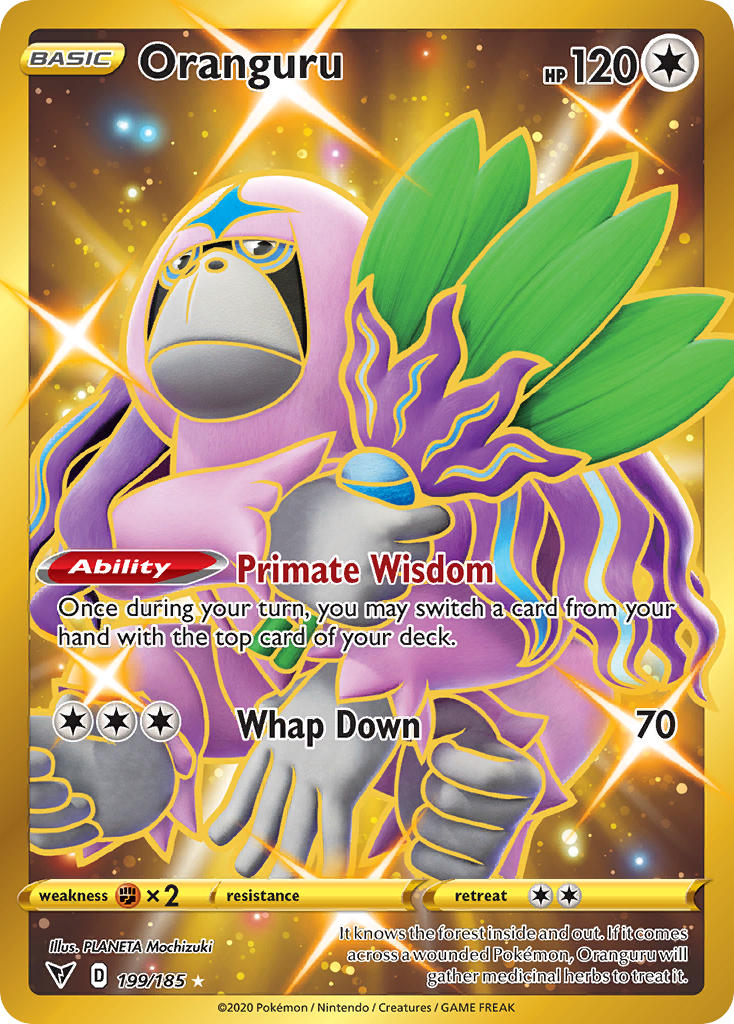 BASIC Oranguru HP 120
Ability Primate Wisdom
Once during your turn, you may switch a card from your
hand with the top card of your deck.
Whap Down 70
weakness ×2 resistance retreat
Illus. PLANETA Mochizuki
It knows the forest inside and out. If it comes
across a wounded Pokémon, Oranguru will
gather medicinal herbs to treat it.
D 199/185
©2020 Pokémon / Nintendo / Creatures / GAME FREAK